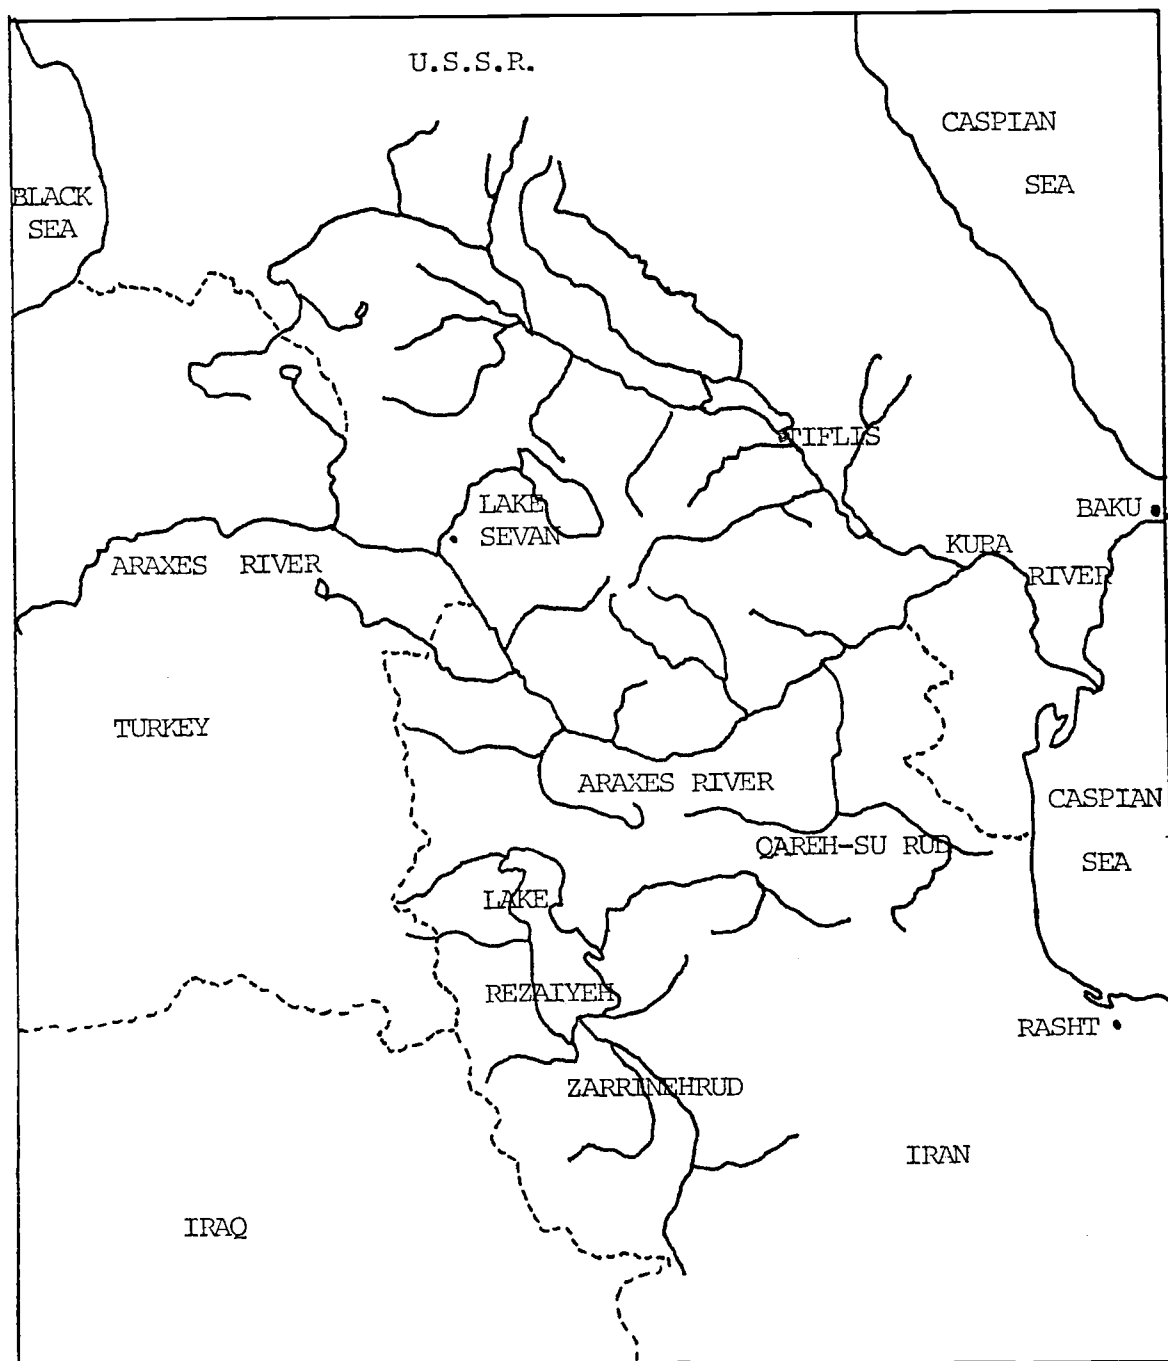 U.S.S.R.
CASPIAN
SEA
BLACK
SEA
TIFLIS
LAKE
SEVAN
BAKU
KURA
RIVER
ARAXES RIVER
TURKEY
ARAXES RIVER
CASPIAN
SEA
QAREH-SU RUD
LAKE
REZAIYEH
RASHT
ZARRINEHRUD
IRAN
IRAQ